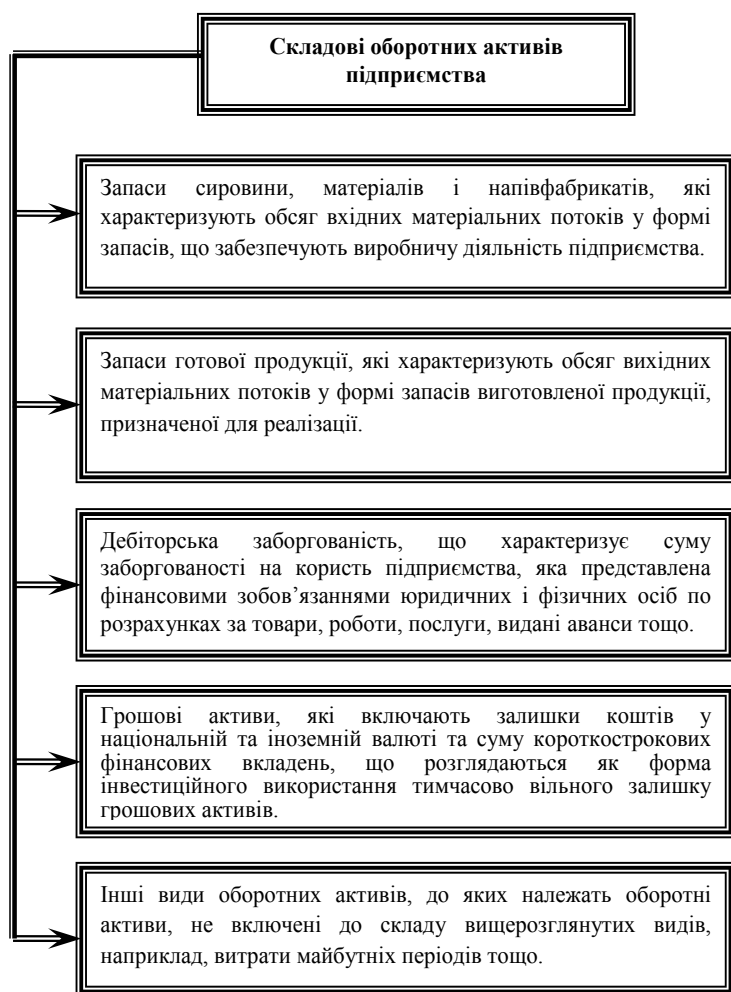 Складові оборотних активів
підприємства
Запаси сировини, матеріалів і напівфабрикатів, які
характеризують обсяг вхідних матеріальних потоків у формі
запасів, що забезпечують виробничу діяльність підприємства.
Запаси готової продукції, які характеризують обсяг вихідних
матеріальних потоків у формі запасів виготовленої продукції,
призначеної для реалізації.
Дебіторська заборгованість, що характеризує суму
заборгованості на користь підприємства, яка представлена
фінансовими зобов’язаннями юридичних і фізичних осіб по
розрахунках за товари, роботи, послуги, видані аванси тощо.
Грошові активи, які включають залишки коштів у
національній та іноземній валюті та суму короткострокових
фінансових вкладень, що розглядаються як форма
інвестиційного використання тимчасово вільного залишку
грошових активів.
Інші види оборотних активів, до яких належать оборотні
активи, не включені до складу вищерозглянутих видів,
наприклад, витрати майбутніх періодів тощо.